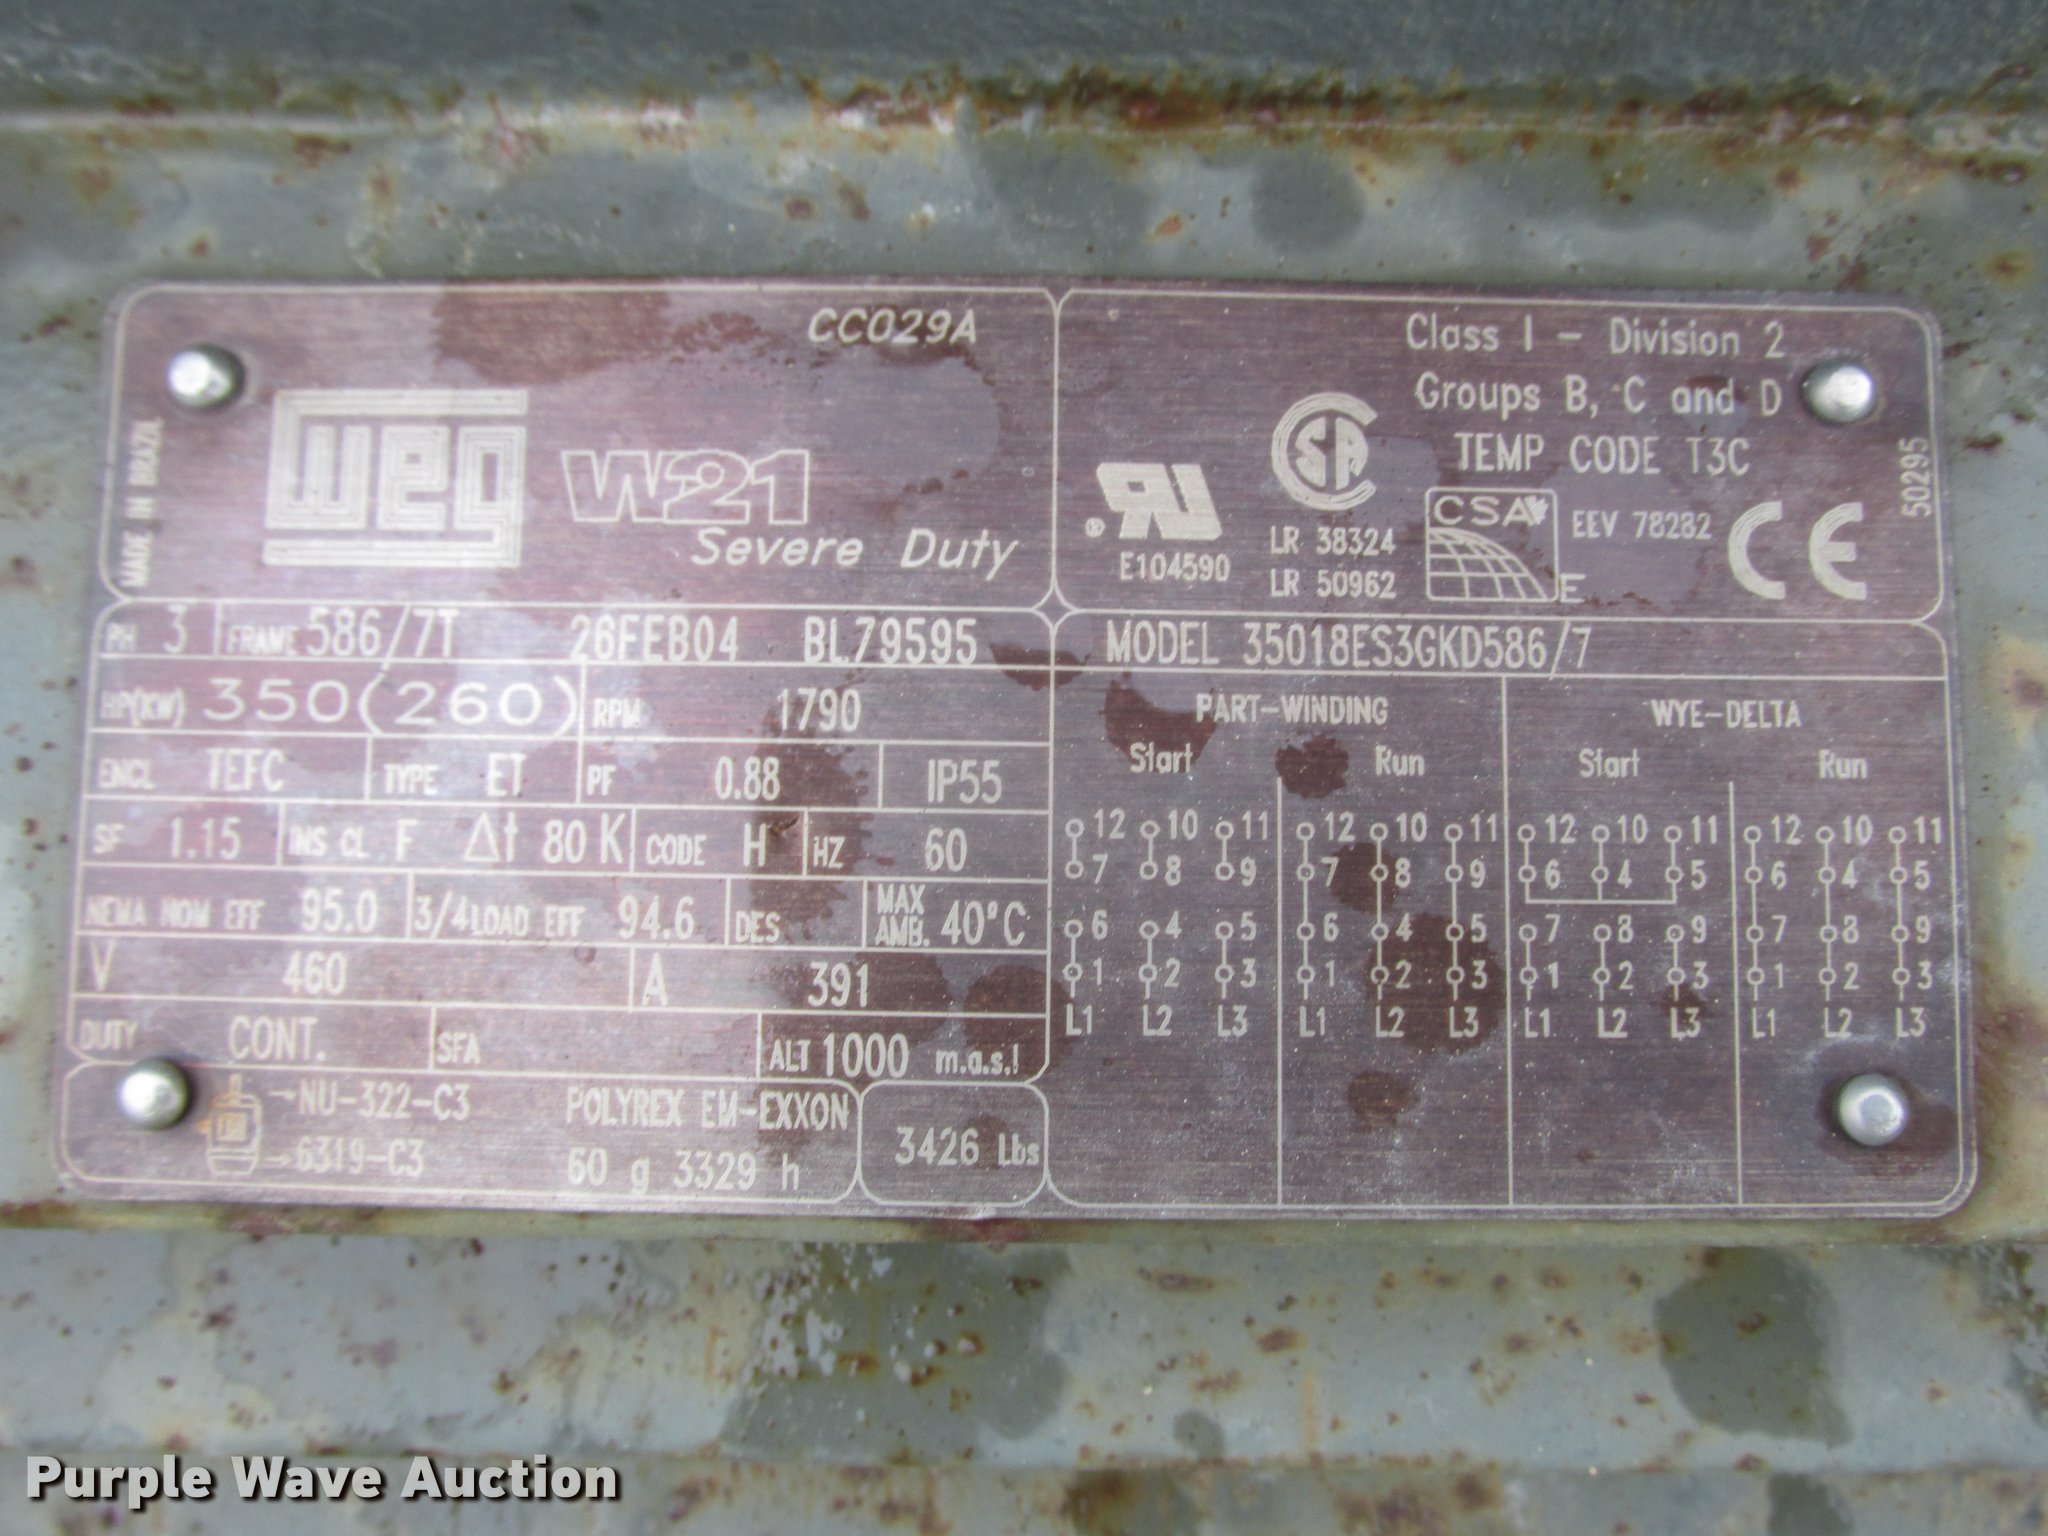 CC029A
MADE IN BRAZIL
weg W21
Severe Duty
PH 3 FRAME 586/7T 26FEB04 BL79595
HP(KW) 350(260) RPM 1790
ENCL TEFC TYPE ET PF 0.88 IP55
SF 1.15 INS CL F Δt 80 K CODE H HZ 60
NEMA NOM EFF 95.0 3/4 LOAD EFF 94.6 DES MAX AMB. 40°C
V 460 A 391
DUTY CONT. SFA ALT 1000 m.a.s.l
NU-322-C3 POLYREX EM-EXXON
6319-C3 60 g 3329 h
3426 Lbs
Class I - Division 2
Groups B, C and D
TEMP CODE T3C
50295
E104590
LR 38324
LR 50962
CSA E
EEV 78282
CE
MODEL 35018ES3GKD586/7
PART-WINDING WYE-DELTA
Start Run Start Run
12 10 11 12 10 11 12 10 11 12 10 11
7 8 9 7 8 9 6 4 5 6 4 5
6 4 5 6 4 5 7 8 9 7 8 9
1 2 3 1 2 3 1 2 3 1 2 3
L1 L2 L3 L1 L2 L3 L1 L2 L3 L1 L2 L3
Purple Wave Auction